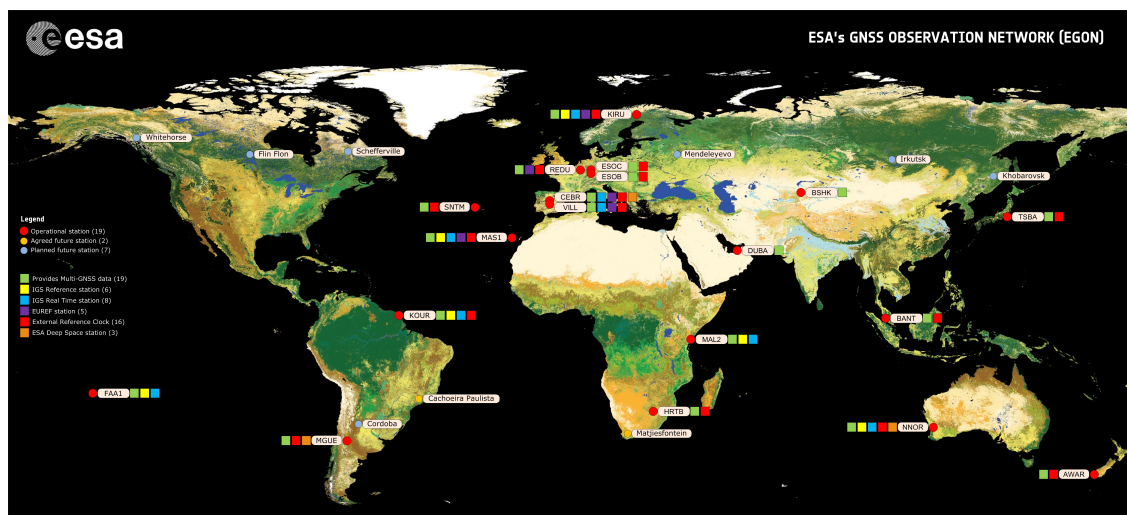 esa
ESA's GNSS OBSERVATION NETWORK (EGON)
KIRU
Whitehorse
Flin Flon
Schefferville
Mendeleyevo
Irkutsk
REDU
ESOC
ESOB
Khobarovsk
BSHK
CEBR
VILL
SNTM
TSBA
MAS1
DUBA
Legend
Operational station (19)
Agreed future station (2)
Planned future station (7)
Provides Multi-GNSS data (19)
IGS Reference station (6)
IGS Real Time station (8)
EUREF station (5)
External Reference Clock (16)
ESA Deep Space station (3)
KOUR
BANT
MAL2
FAA1
Cachoeira Paulista
HRTB
Cordoba
NNOR
Matjiesfontein
MGUE
AWAR